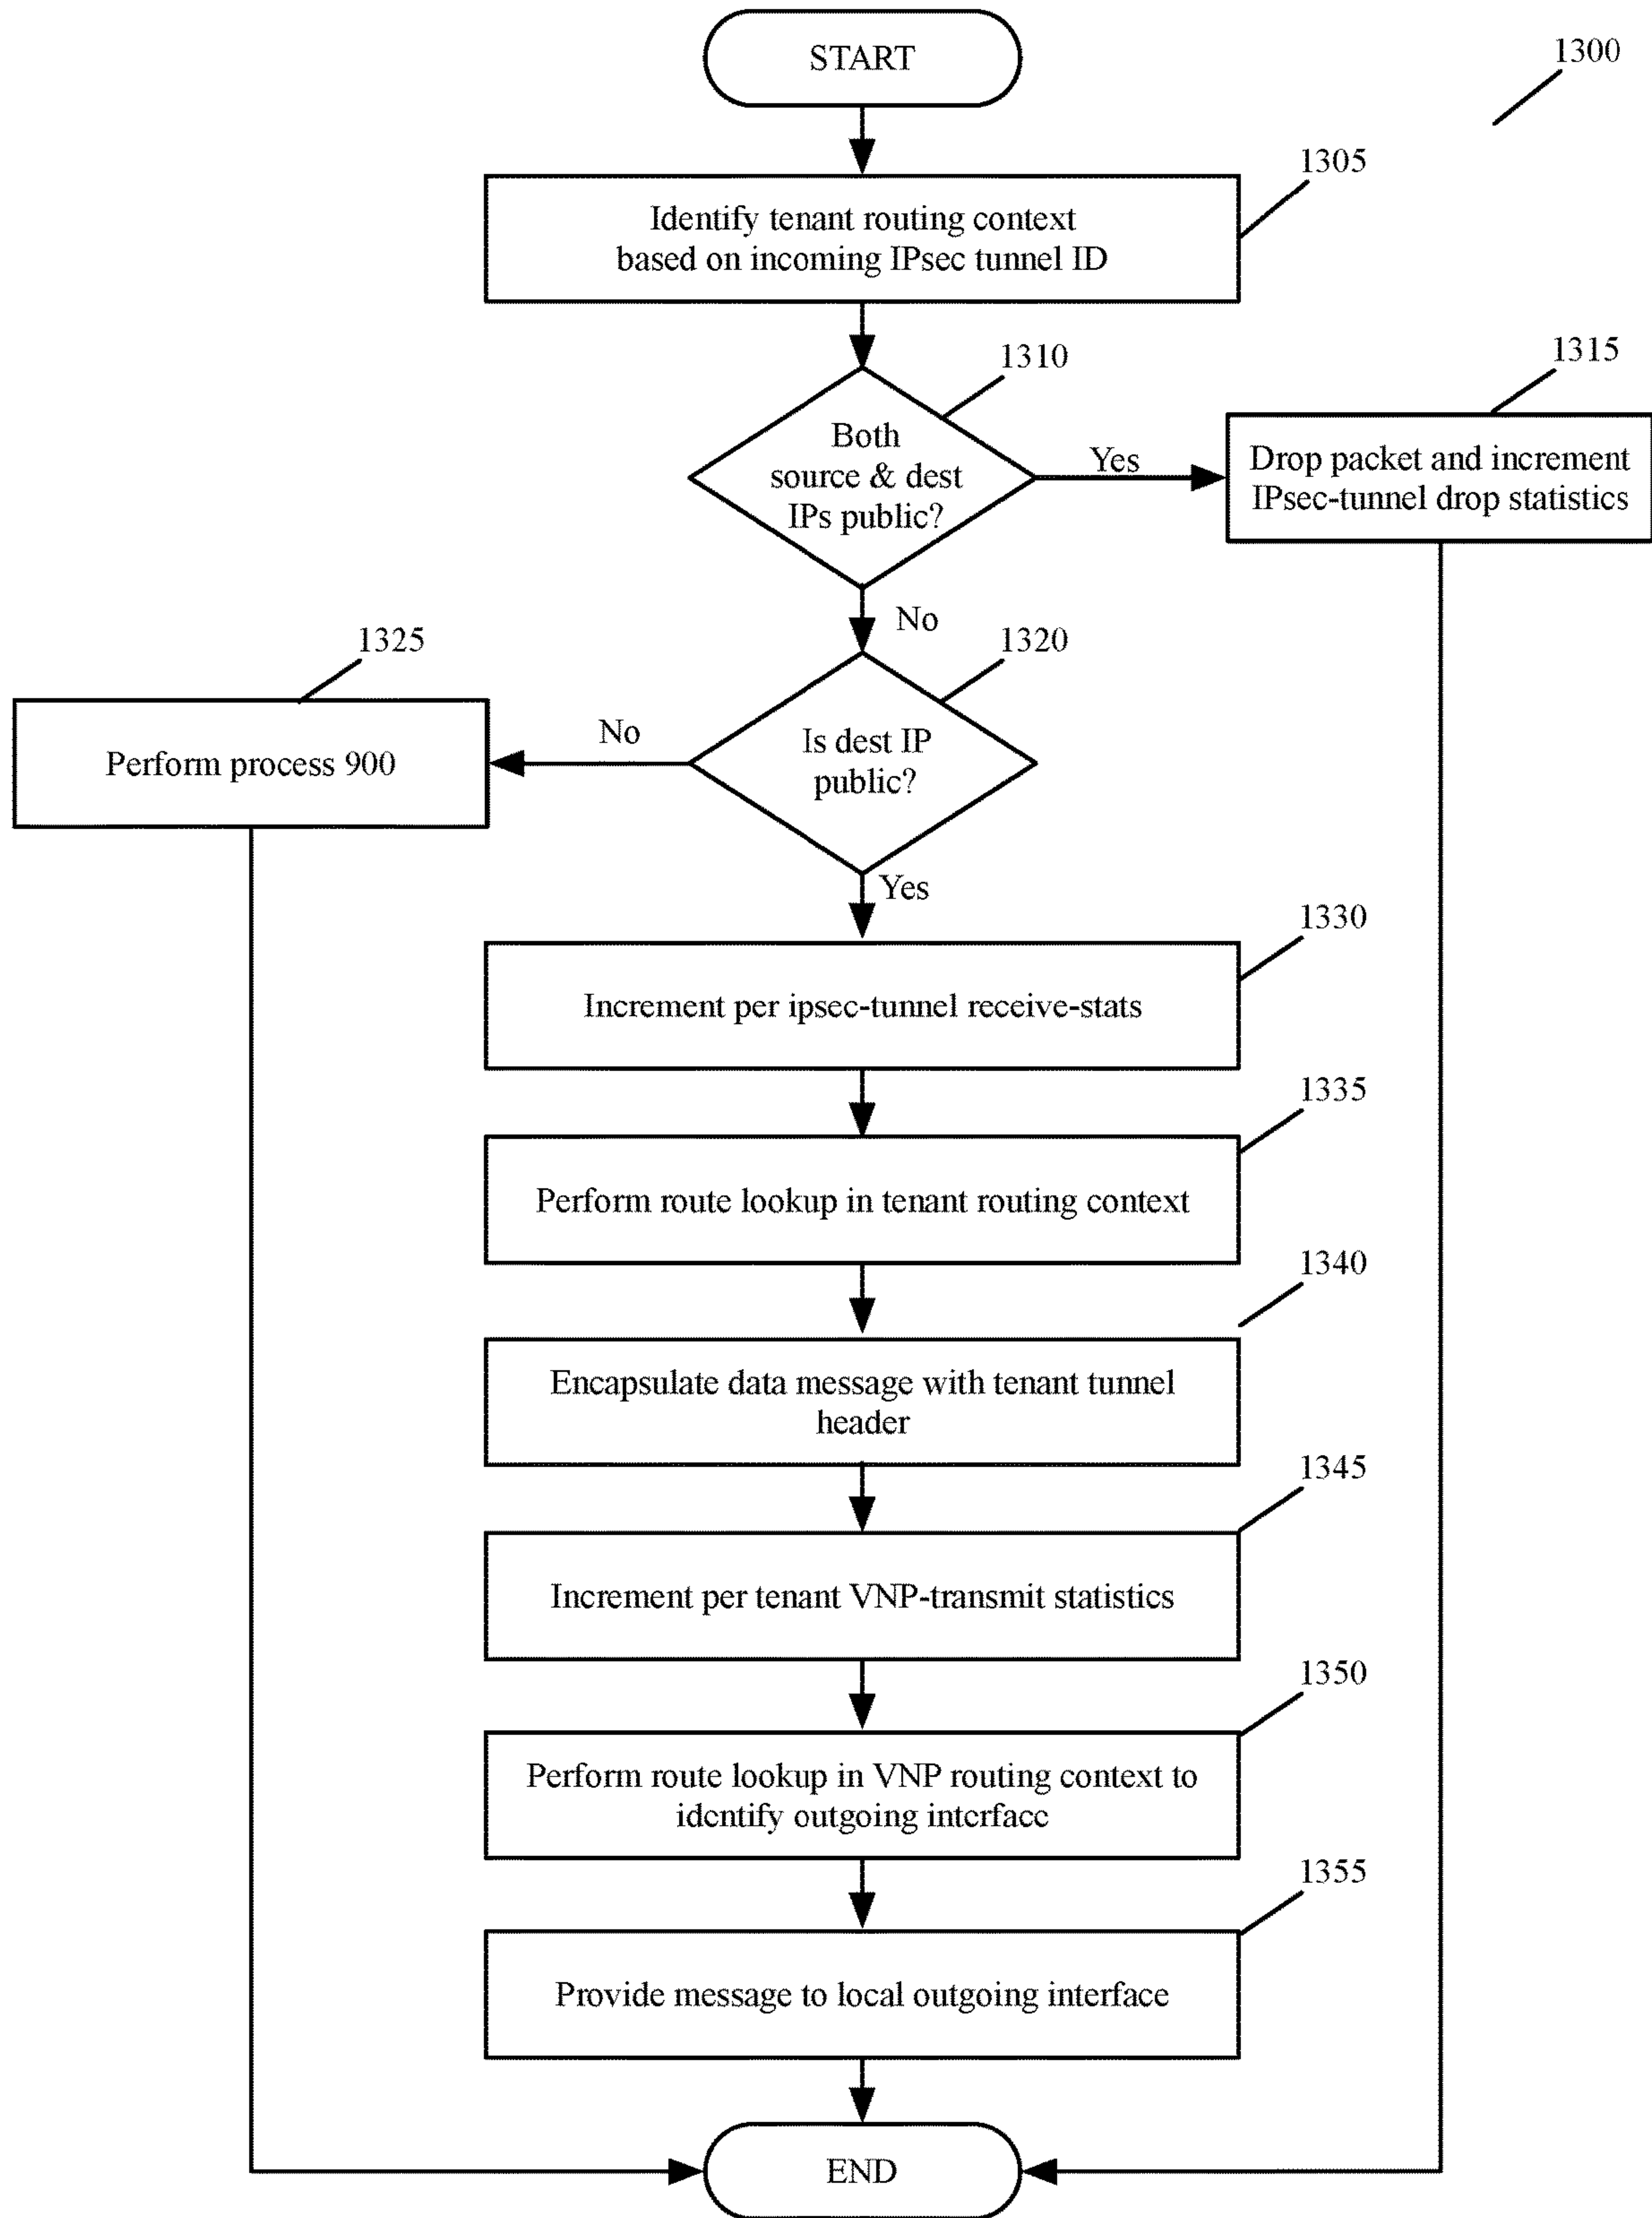 START
1300
1305
Identify tenant routing context
based on incoming IPsec tunnel ID
1310
1315
Both
source & dest
IPs public?
Yes
Drop packet and increment
IPsec-tunnel drop statistics
No
1320
1325
Is dest IP
public?
No
Perform process 900
Yes
1330
Increment per ipsec-tunnel receive-stats
1335
Perform route lookup in tenant routing context
1340
Encapsulate data message with tenant tunnel
header
1345
Increment per tenant VNP-transmit statistics
1350
Perform route lookup in VNP routing context to
identify outgoing interface
1355
Provide message to local outgoing interface
END